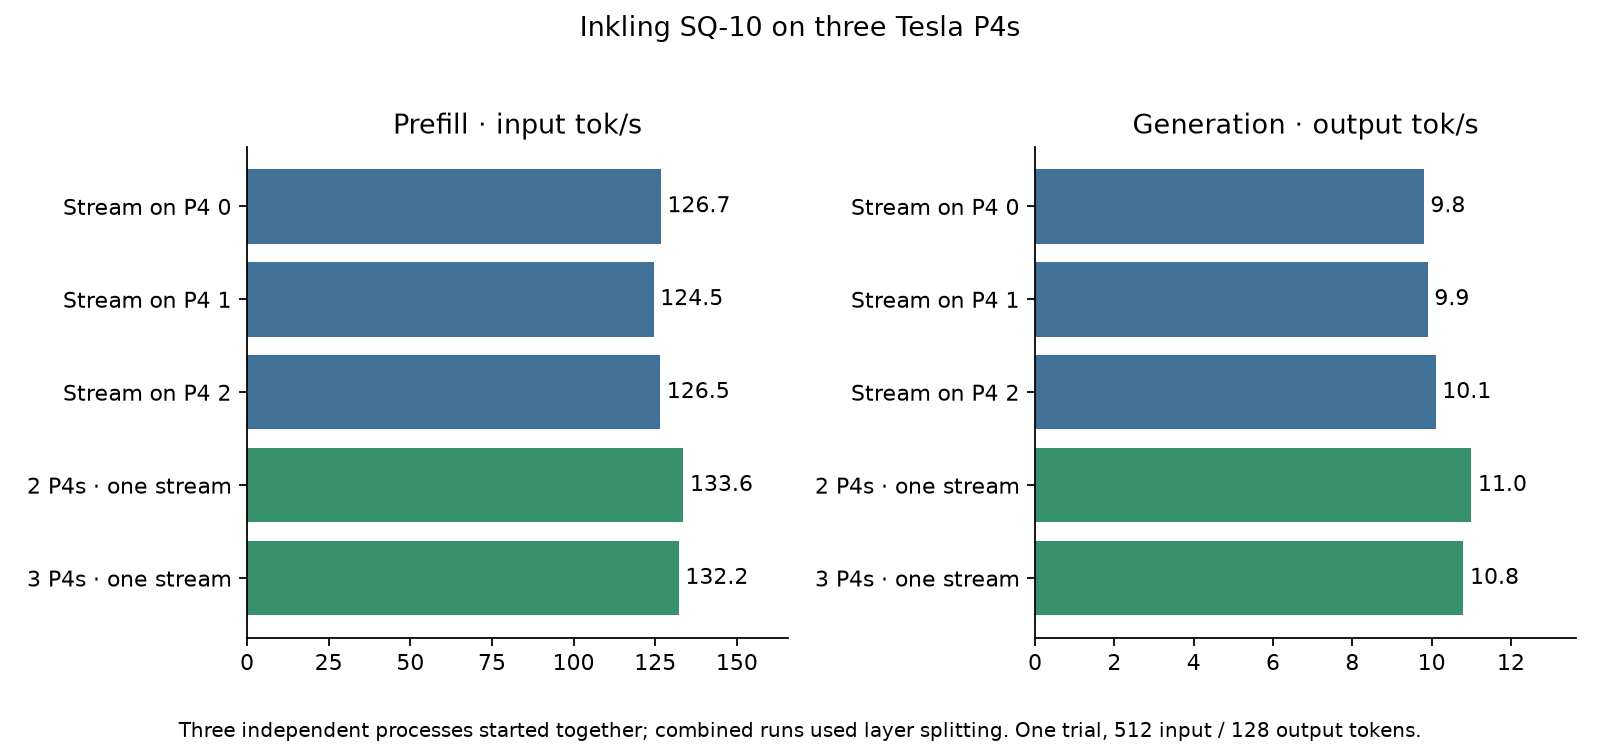 Inkling SQ-10 on three Tesla P4s
Prefill · input tok/s
Stream on P4 0
126.7
Stream on P4 1
124.5
Stream on P4 2
126.5
2 P4s · one stream
133.6
3 P4s · one stream
132.2
0 25 50 75 100 125 150
Generation · output tok/s
Stream on P4 0
9.8
Stream on P4 1
9.9
Stream on P4 2
10.1
2 P4s · one stream
11.0
3 P4s · one stream
10.8
0 2 4 6 8 10 12
Three independent processes started together; combined runs used layer splitting. One trial, 512 input / 128 output tokens.